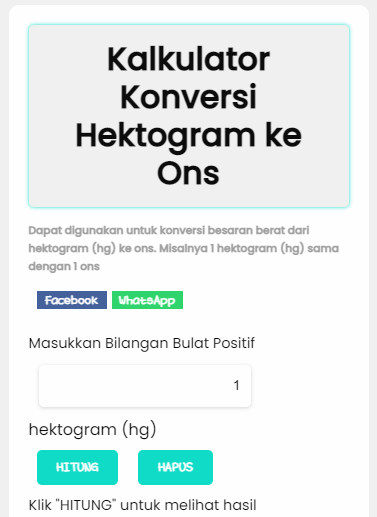 Kalkulator
Konversi
Hektogram ke
Ons
Dapat digunakan untuk konversi besaran berat dari
hektogram (hg) ke ons. Misalnya 1 hektogram (hg) sama
dengan 1 ons
Facebook WhatsApp
Masukkan Bilangan Bulat Positif
1
hektogram (hg)
HITUNG HAPUS
Klik "HITUNG" untuk melihat hasil